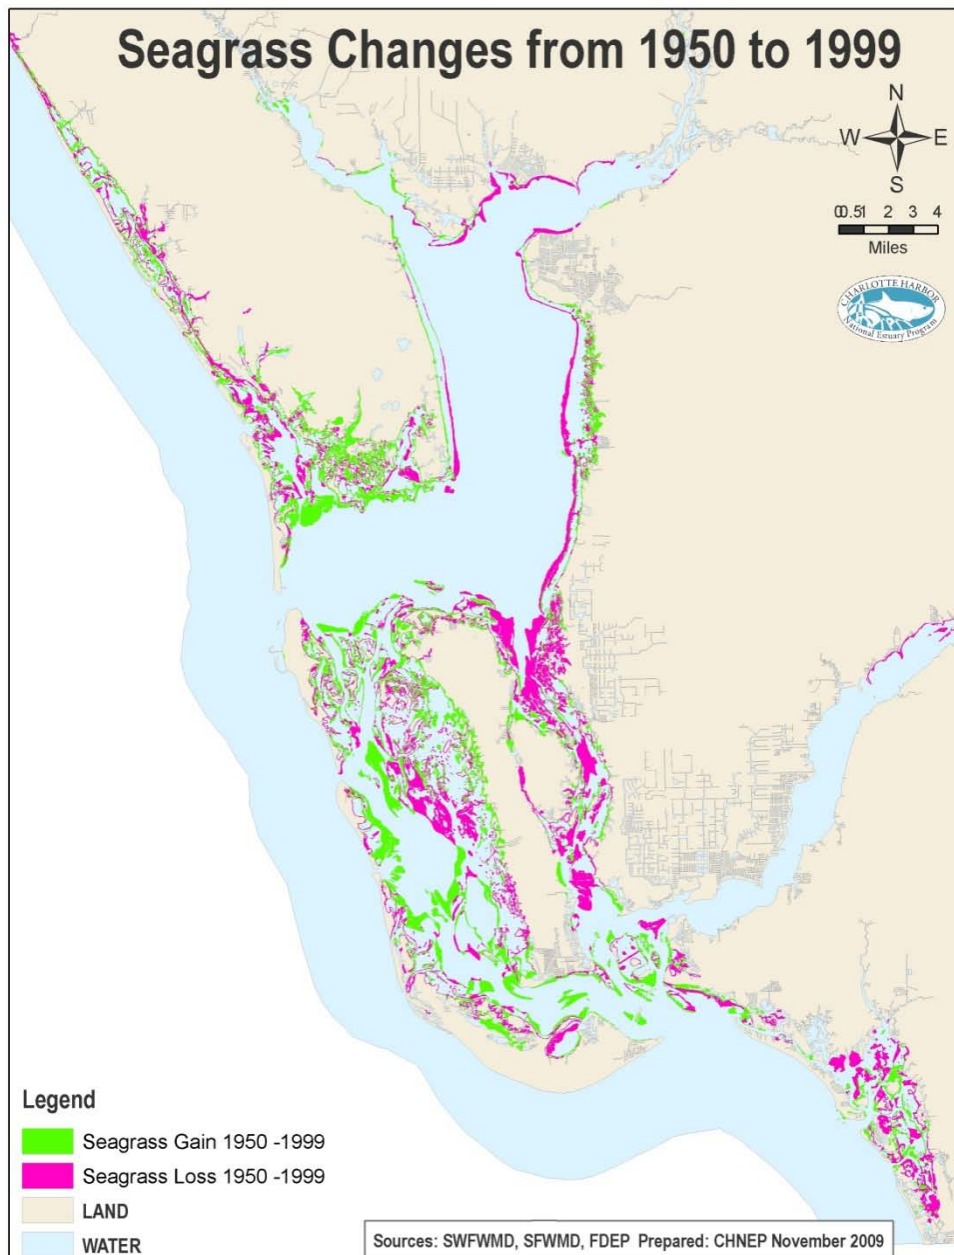 Seagrass Changes from 1950 to 1999
N
W E
S
0 0.5 1 2 3 4
Miles
CHARLOTTE HARBOR
National Estuary Program
Legend
Seagrass Gain 1950 -1999
Seagrass Loss 1950 -1999
LAND
WATER
Sources: SWFWMD, SFWMD, FDEP Prepared: CHNEP November 2009